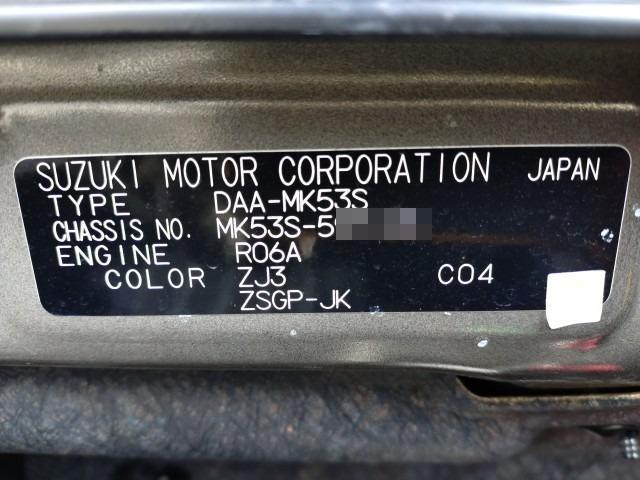 SUZUKI MOTOR CORPORATION JAPAN
TYPE DAA-MK53S
CHASSIS NO. MK53S-5
ENGINE R06A
COLOR ZJ3 C04
ZSGP-JK